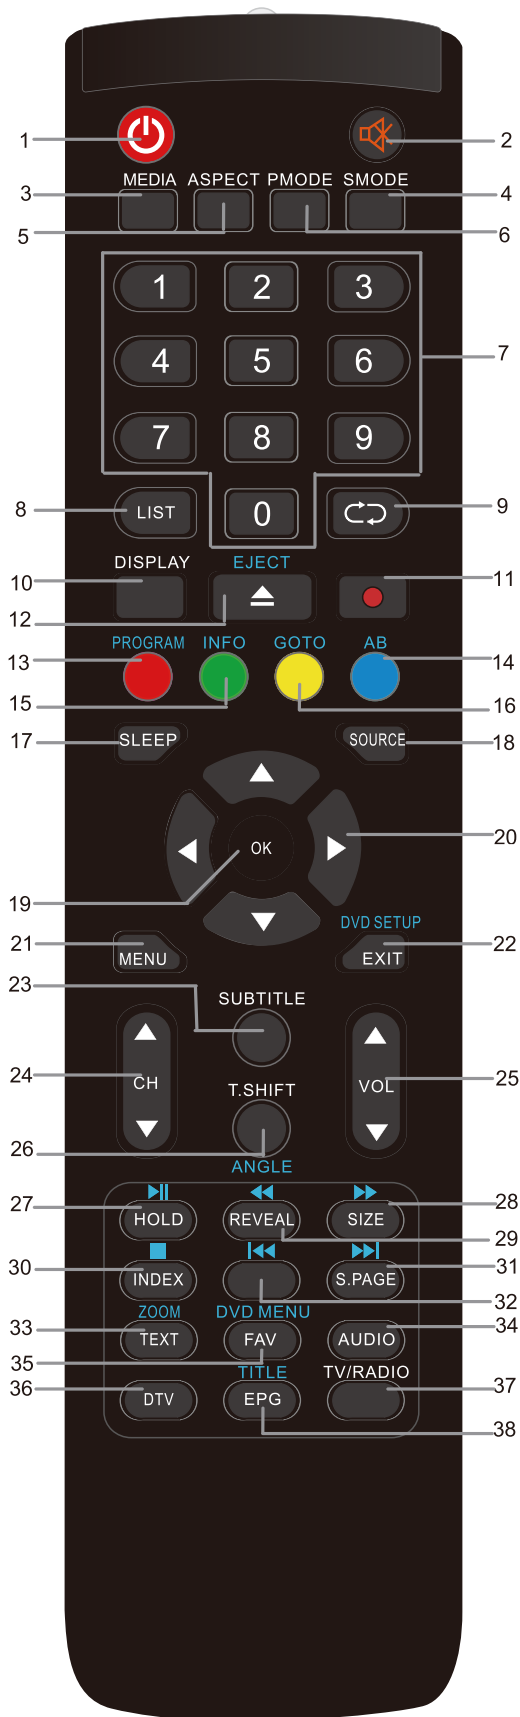 1
2
MEDIA ASPECT PMODE SMODE
3
4
5
6
1 2 3
7
4 5 6
7 8 9
8 LIST 0 9
DISPLAY EJECT
10
11
12
PROGRAM INFO GOTO AB
13
14
15
16
17 SLEEP SOURCE 18
20
OK
19
DVD SETUP
21
22
MENU EXIT
23
SUBTITLE
24 CH VOL 25
T.SHIFT
26
ANGLE
27
28
HOLD REVEAL SIZE
29
30 INDEX S.PAGE 31
32
ZOOM DVD MENU
33 TEXT FAV AUDIO 34
35
TITLE TV/RADIO
36 DTV EPG 37
38